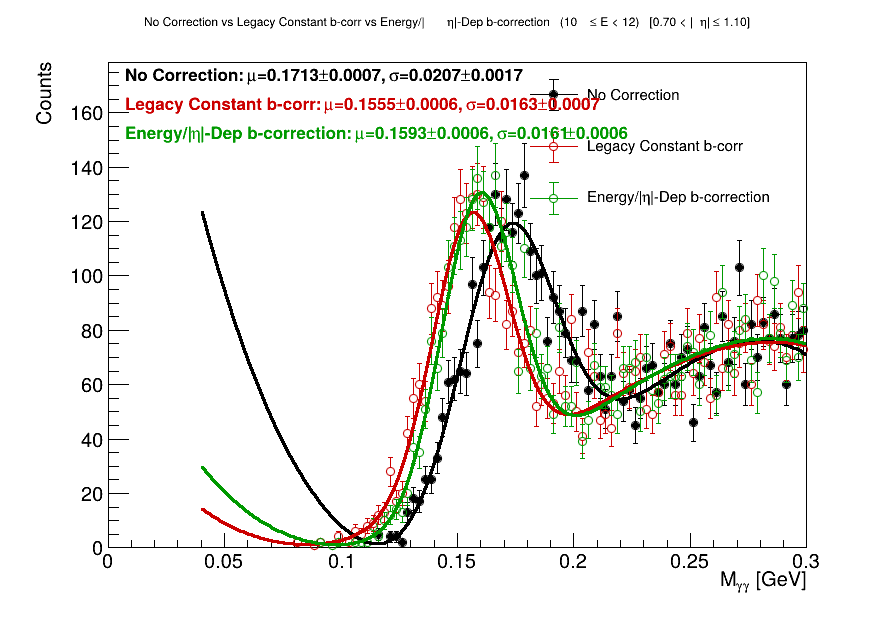 No Correction vs Legacy Constant b-corr vs Energy/| η|-Dep b-correction (10 ≤ E < 12) [0.70 < | η| ≤ 1.10]
Counts
No Correction: μ=0.1713±0.0007, σ=0.0207±0.0017
Legacy Constant b-corr: μ=0.1555±0.0006, σ=0.0163±0.0007
Energy/|η|-Dep b-correction: μ=0.1593±0.0006, σ=0.0161±0.0006
No Correction
Legacy Constant b-corr
Energy/|η|-Dep b-correction
160
140
120
100
80
60
40
20
0
0 0.05 0.1 0.15 0.2 0.25 0.3
Mγγ [GeV]